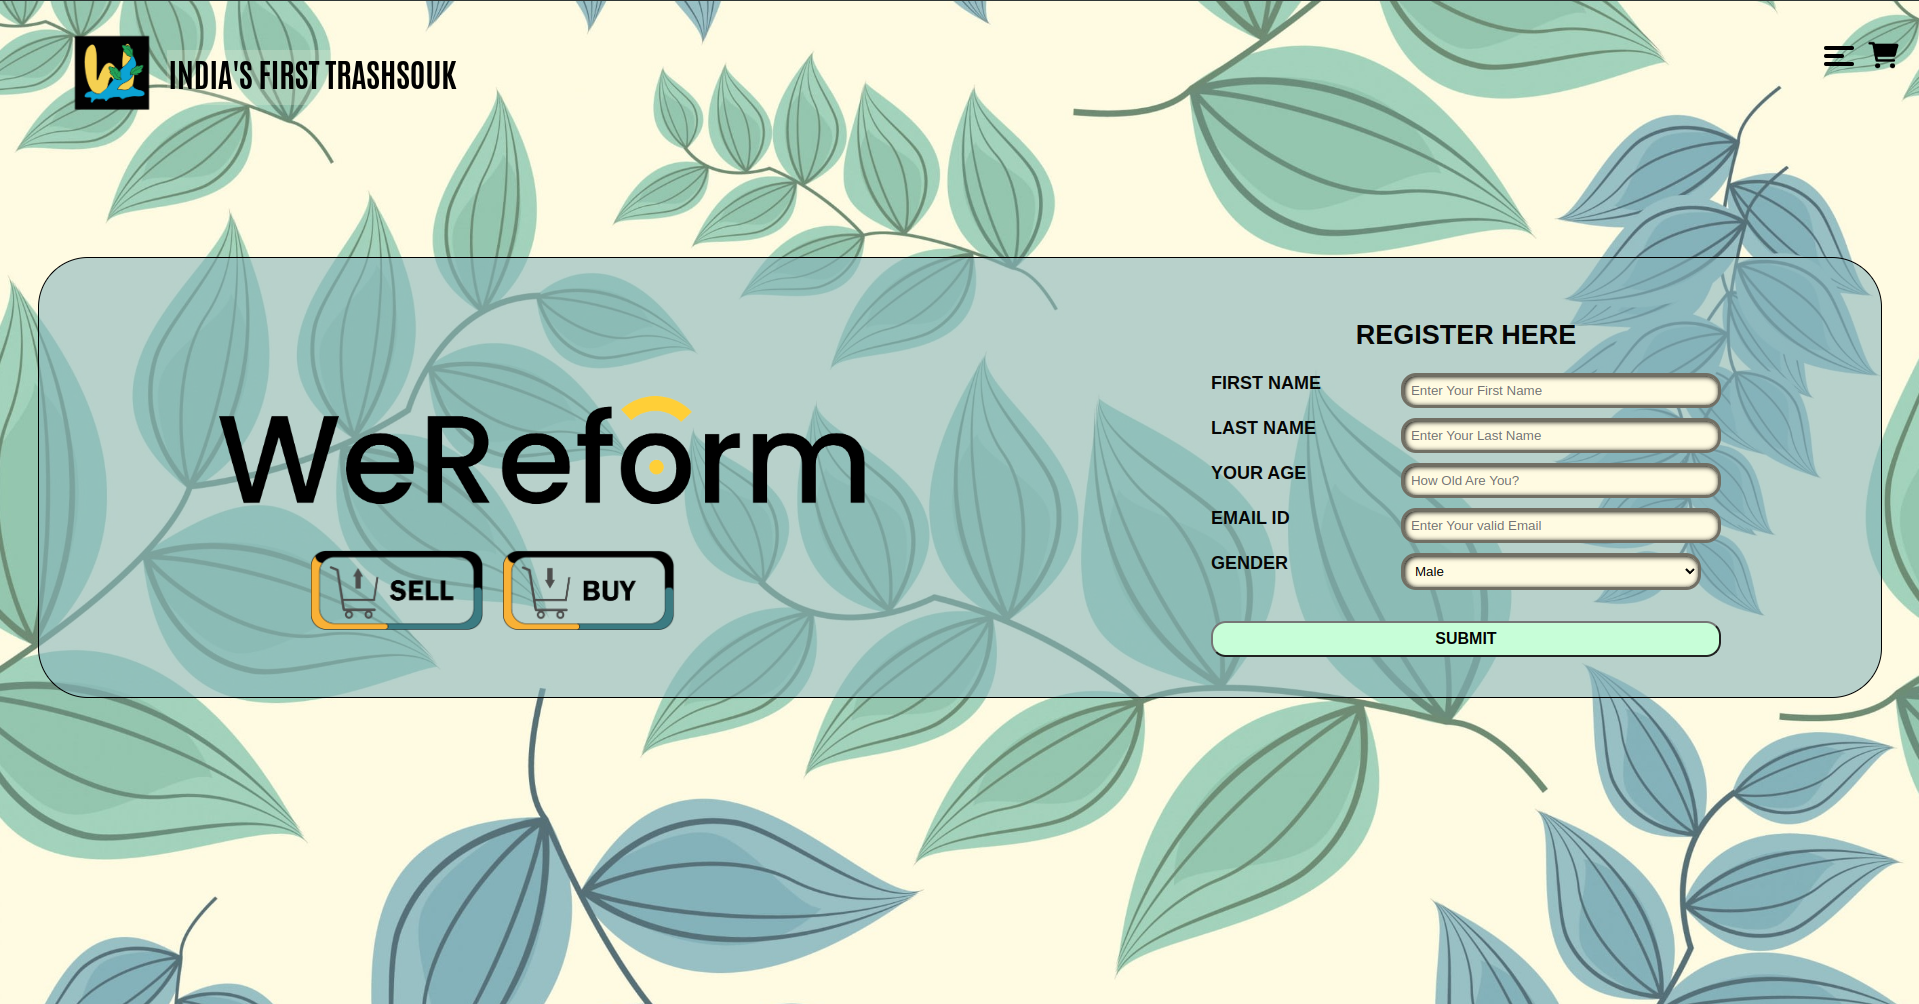 INDIA'S FIRST TRASHSOUK
WeReform
SELL
BUY
REGISTER HERE
FIRST NAME
Enter Your First Name
LAST NAME
Enter Your Last Name
YOUR AGE
How Old Are You?
EMAIL ID
Enter Your valid Email
GENDER
Male
SUBMIT